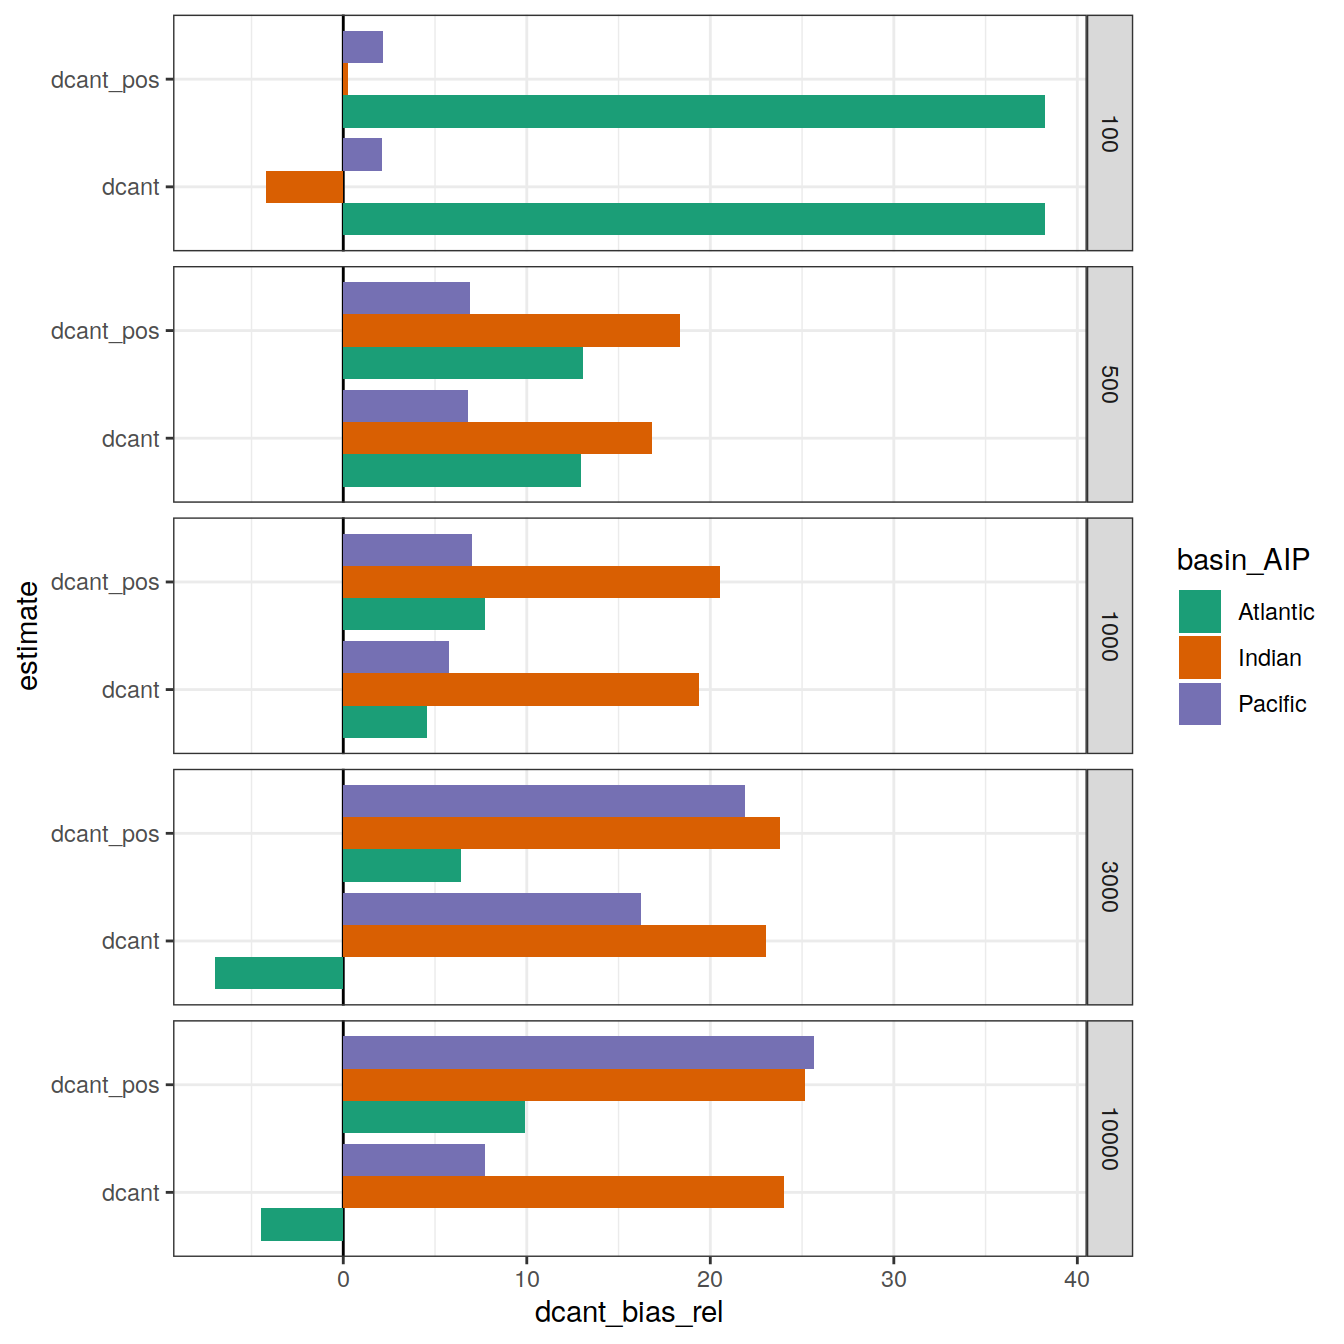 dcant_pos
dcant
100
dcant_pos
dcant
500
dcant_pos
dcant
1000
dcant_pos
dcant
3000
dcant_pos
dcant
10000
0 10 20 30 40
dcant_bias_rel
estimate
basin_AIP
Atlantic
Indian
Pacific